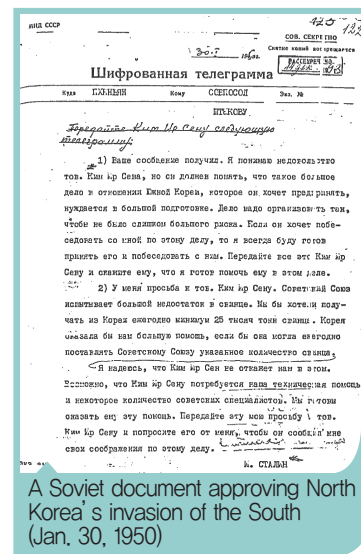 МИД СССР
СОВ. СЕКРЕТНО
Снятие копий воспрещается
30-I
Шифрованная телеграмма
Куда ПХЕНЬЯН Кому СОВПОСОЛ Экз. №
ШТЫКОВУ
Передайте Ким Ир Сену следующую
телеграмму:
1) Ваше сообщение получил. Я понимаю недовольство
тов. Ким Ир Сена, но он должен понять, что такое большое
дело в отношении Южной Кореи, которое он хочет предпринять,
нуждается в большой подготовке. Дело надо организовать так,
чтобы не было слишком большого риска. Если он хочет побе-
седовать со мной по этому делу, то я всегда буду готов
принять его и побеседовать с ним. Передайте все это Ким Ир
Сену и скажите ему, что я готов помочь ему в этом деле.
2) У меня просьба к тов. Ким Ир Сену. Советский Союз
испытывает большой недостаток в свинце. Мы бы хотели полу-
чать из Кореи ежегодно минимум 25 тысяч тонн свинца. Корея
оказала бы нам большую помощь, если бы она могла ежегодно
поставлять Советскому Союзу указанное количество свинца.
Я надеюсь, что Ким Ир Сен не откажет нам в этом.
Возможно, что Ким Ир Сену потребуется наша техническая помощь
и некоторое количество советских специалистов. Мы готовы
оказать ему эту помощь. Передайте эту мою просьбу тов.
Ким Ир Сену и попросите его от меня, чтобы он сообщил мне
свои соображения по этому делу.
И. СТАЛИН
A Soviet document approving North
Korea's invasion of the South
(Jan. 30, 1950)